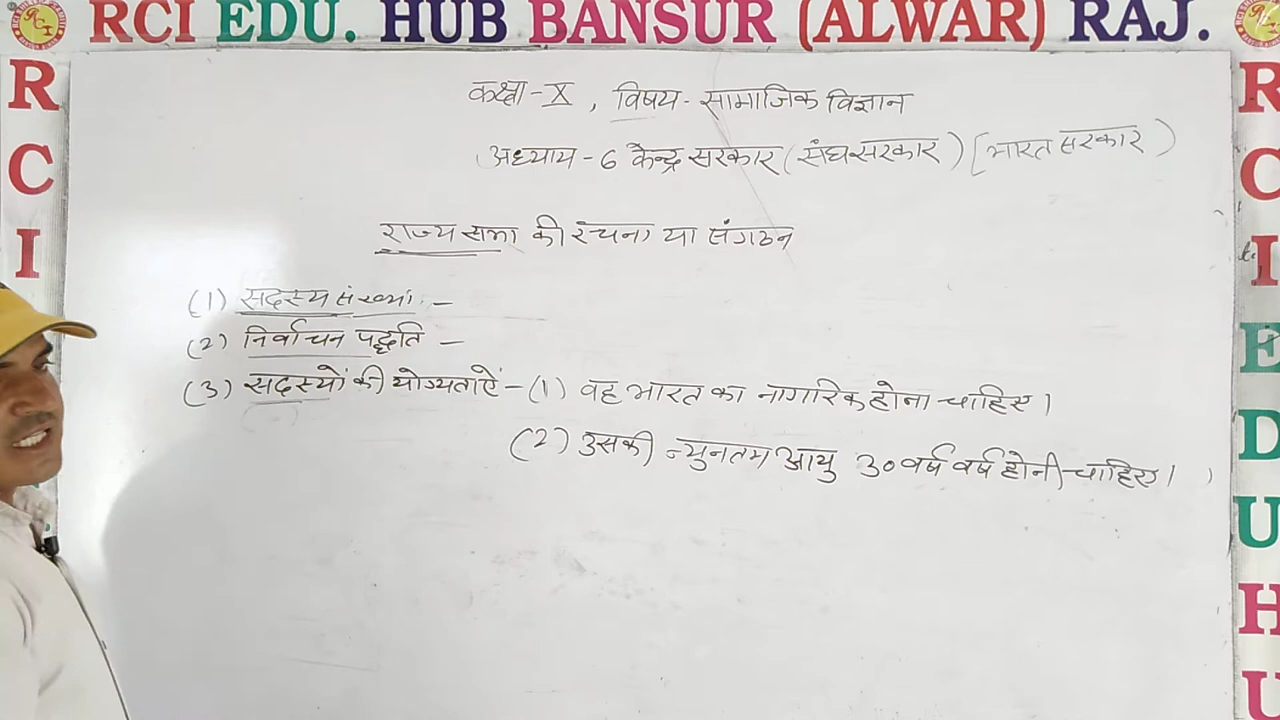 RCI EDU. HUB BANSUR (ALWAR) RAJ.
R
C
I
कक्षा - X , विषय - सामाजिक विज्ञान
अध्याय - 6 केन्द्र सरकार (संघ सरकार) (भारत सरकार)
राज्य सभा की रचना या संगठन
(1) सदस्य संख्या : -
(2) निर्वाचन पद्धति -
(3) सदस्यों की योग्यताऐं - (1) वह भारत का नागरिक होना चाहिए।
(2) उसकी न्युनतम आयु 30 वर्ष वर्ष होनी चाहिए।
R
C
I
E
D
U
H
U